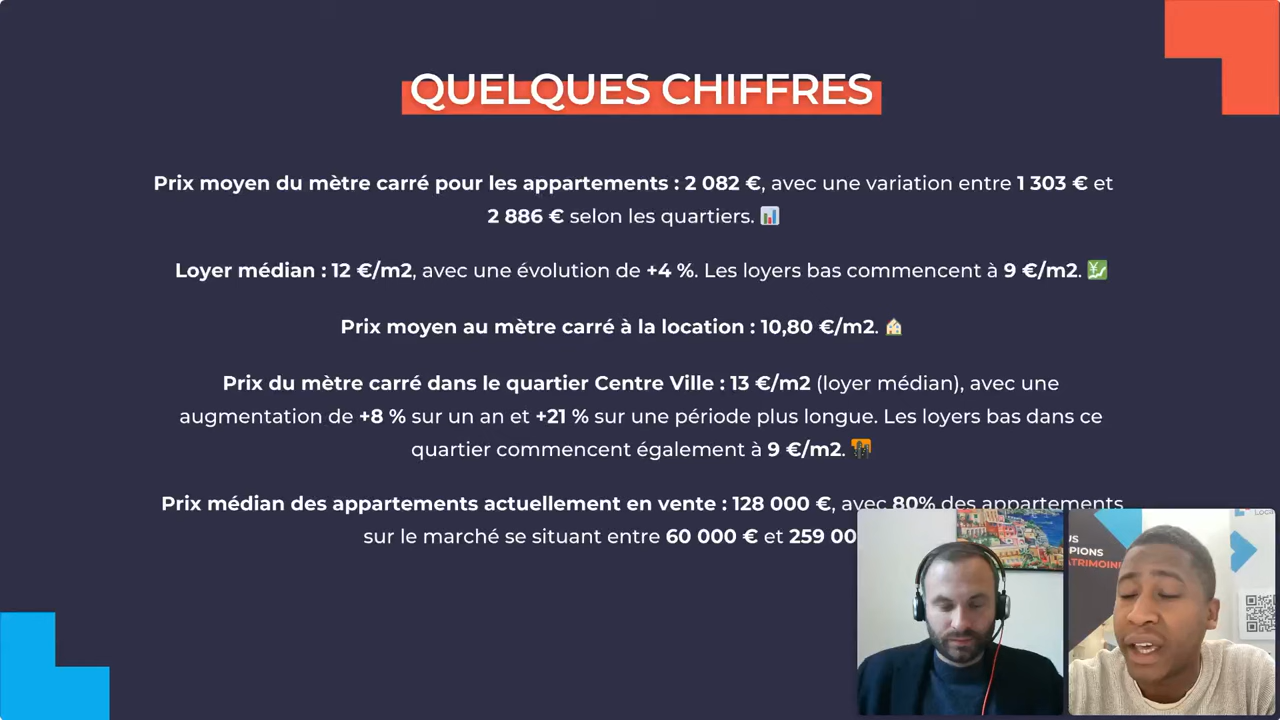 QUELQUES CHIFFRES
Prix moyen du mètre carré pour les appartements : 2 082 €, avec une variation entre 1 303 € et
2 886 € selon les quartiers.
Loyer médian : 12 €/m2, avec une évolution de +4 %. Les loyers bas commencent à 9 €/m2.
Prix moyen au mètre carré à la location : 10,80 €/m2.
Prix du mètre carré dans le quartier Centre Ville : 13 €/m2 (loyer médian), avec une
augmentation de +8 % sur un an et +21 % sur une période plus longue. Les loyers bas dans ce
quartier commencent également à 9 €/m2.
Prix médian des appartements actuellement en vente : 128 000 €, avec 80% des appartements
sur le marché se situant entre 60 000 € et 259 00